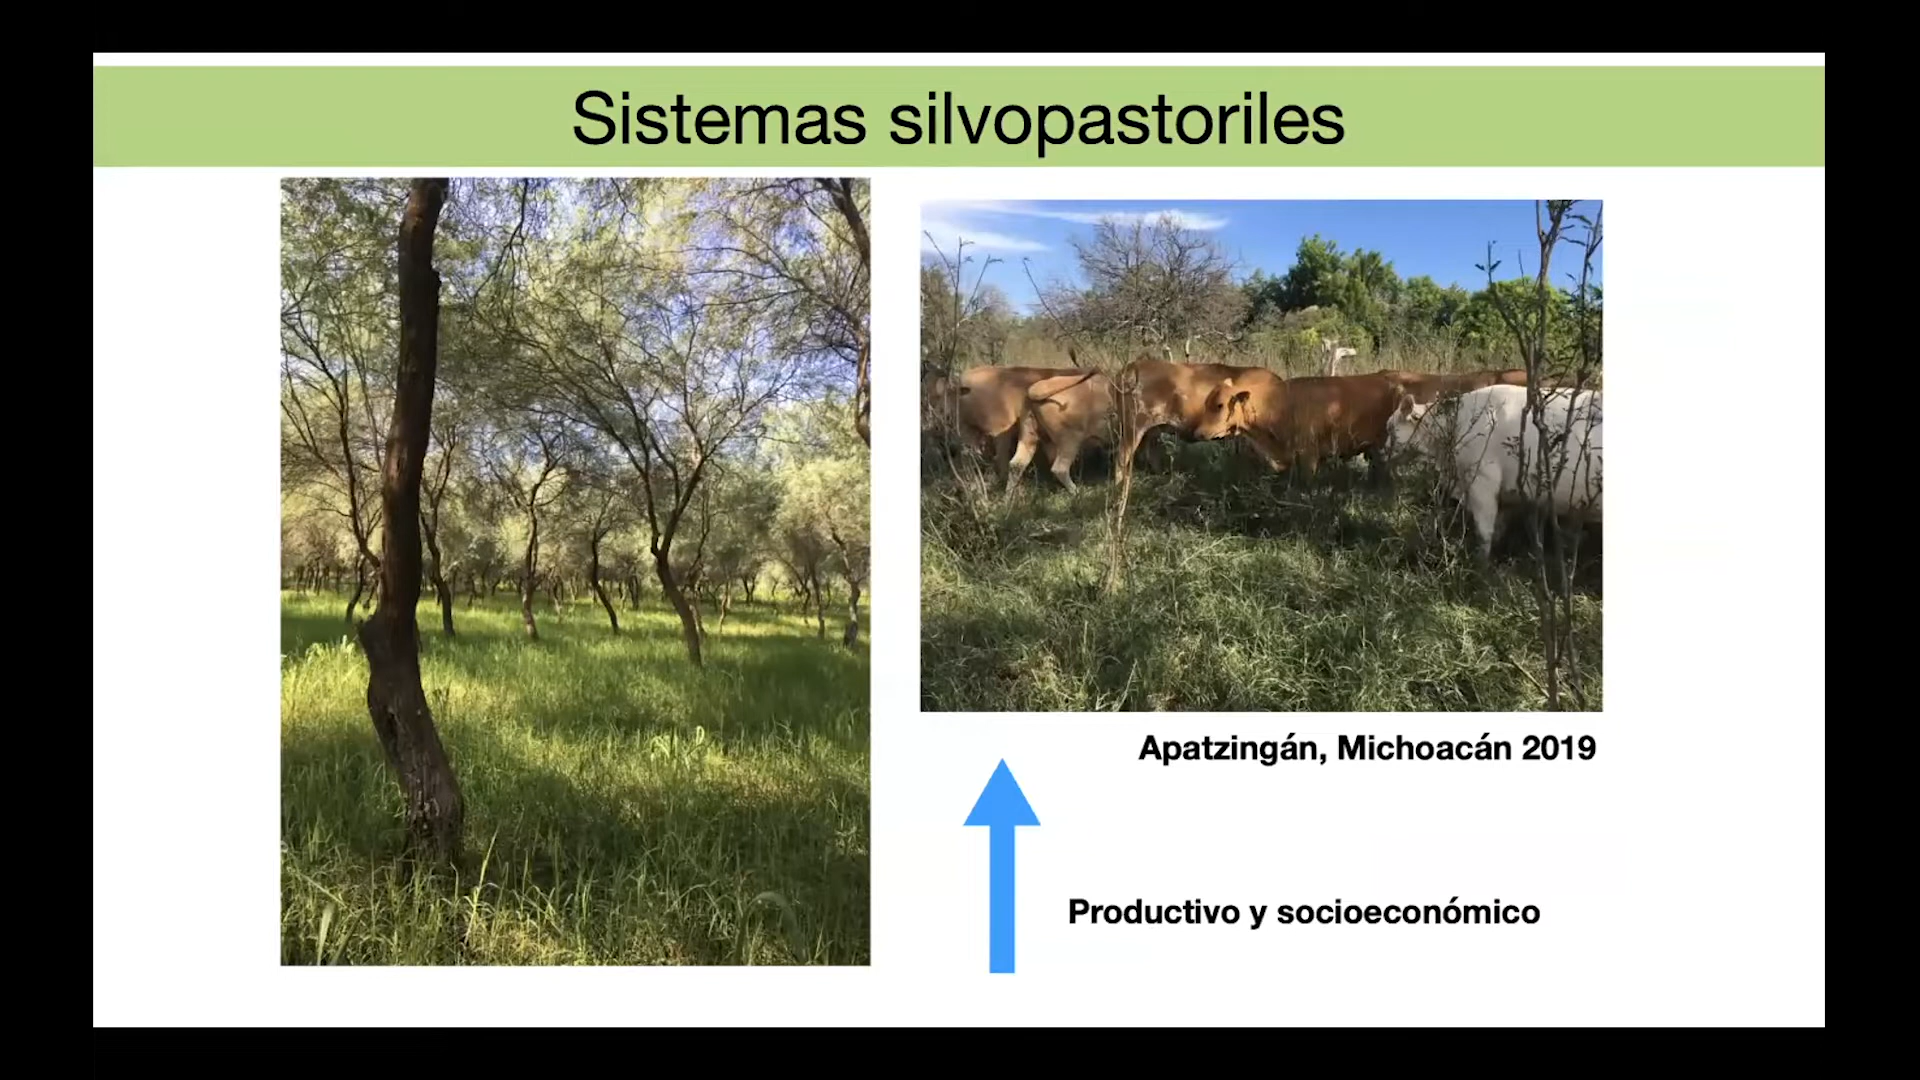 Sistemas silvopastoriles
Apatzingán, Michoacán 2019
Productivo y socioeconómico